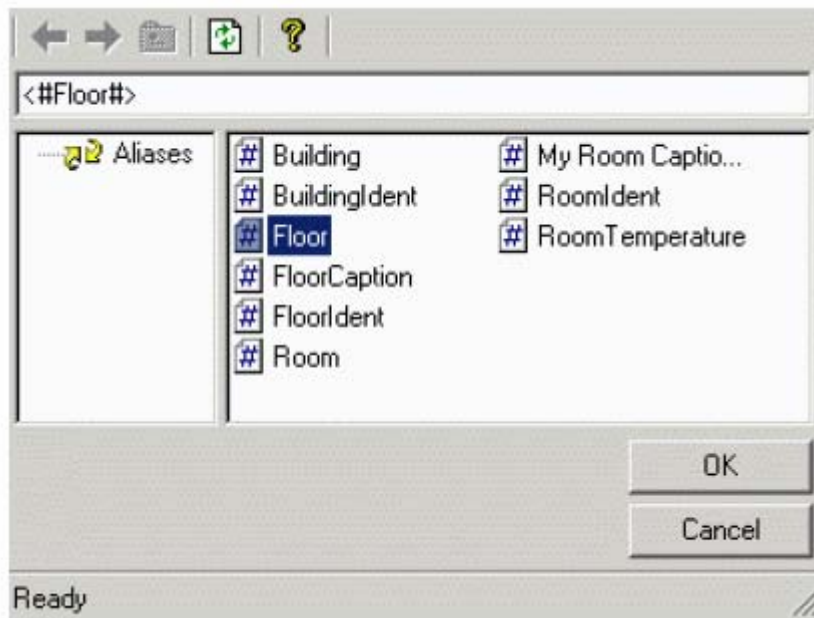 <#Floor#>
Aliases
Building
BuildingIdent
Floor
FloorCaption
FloorIdent
Room
My Room Captio...
RoomIdent
RoomTemperature
OK
Cancel
Ready